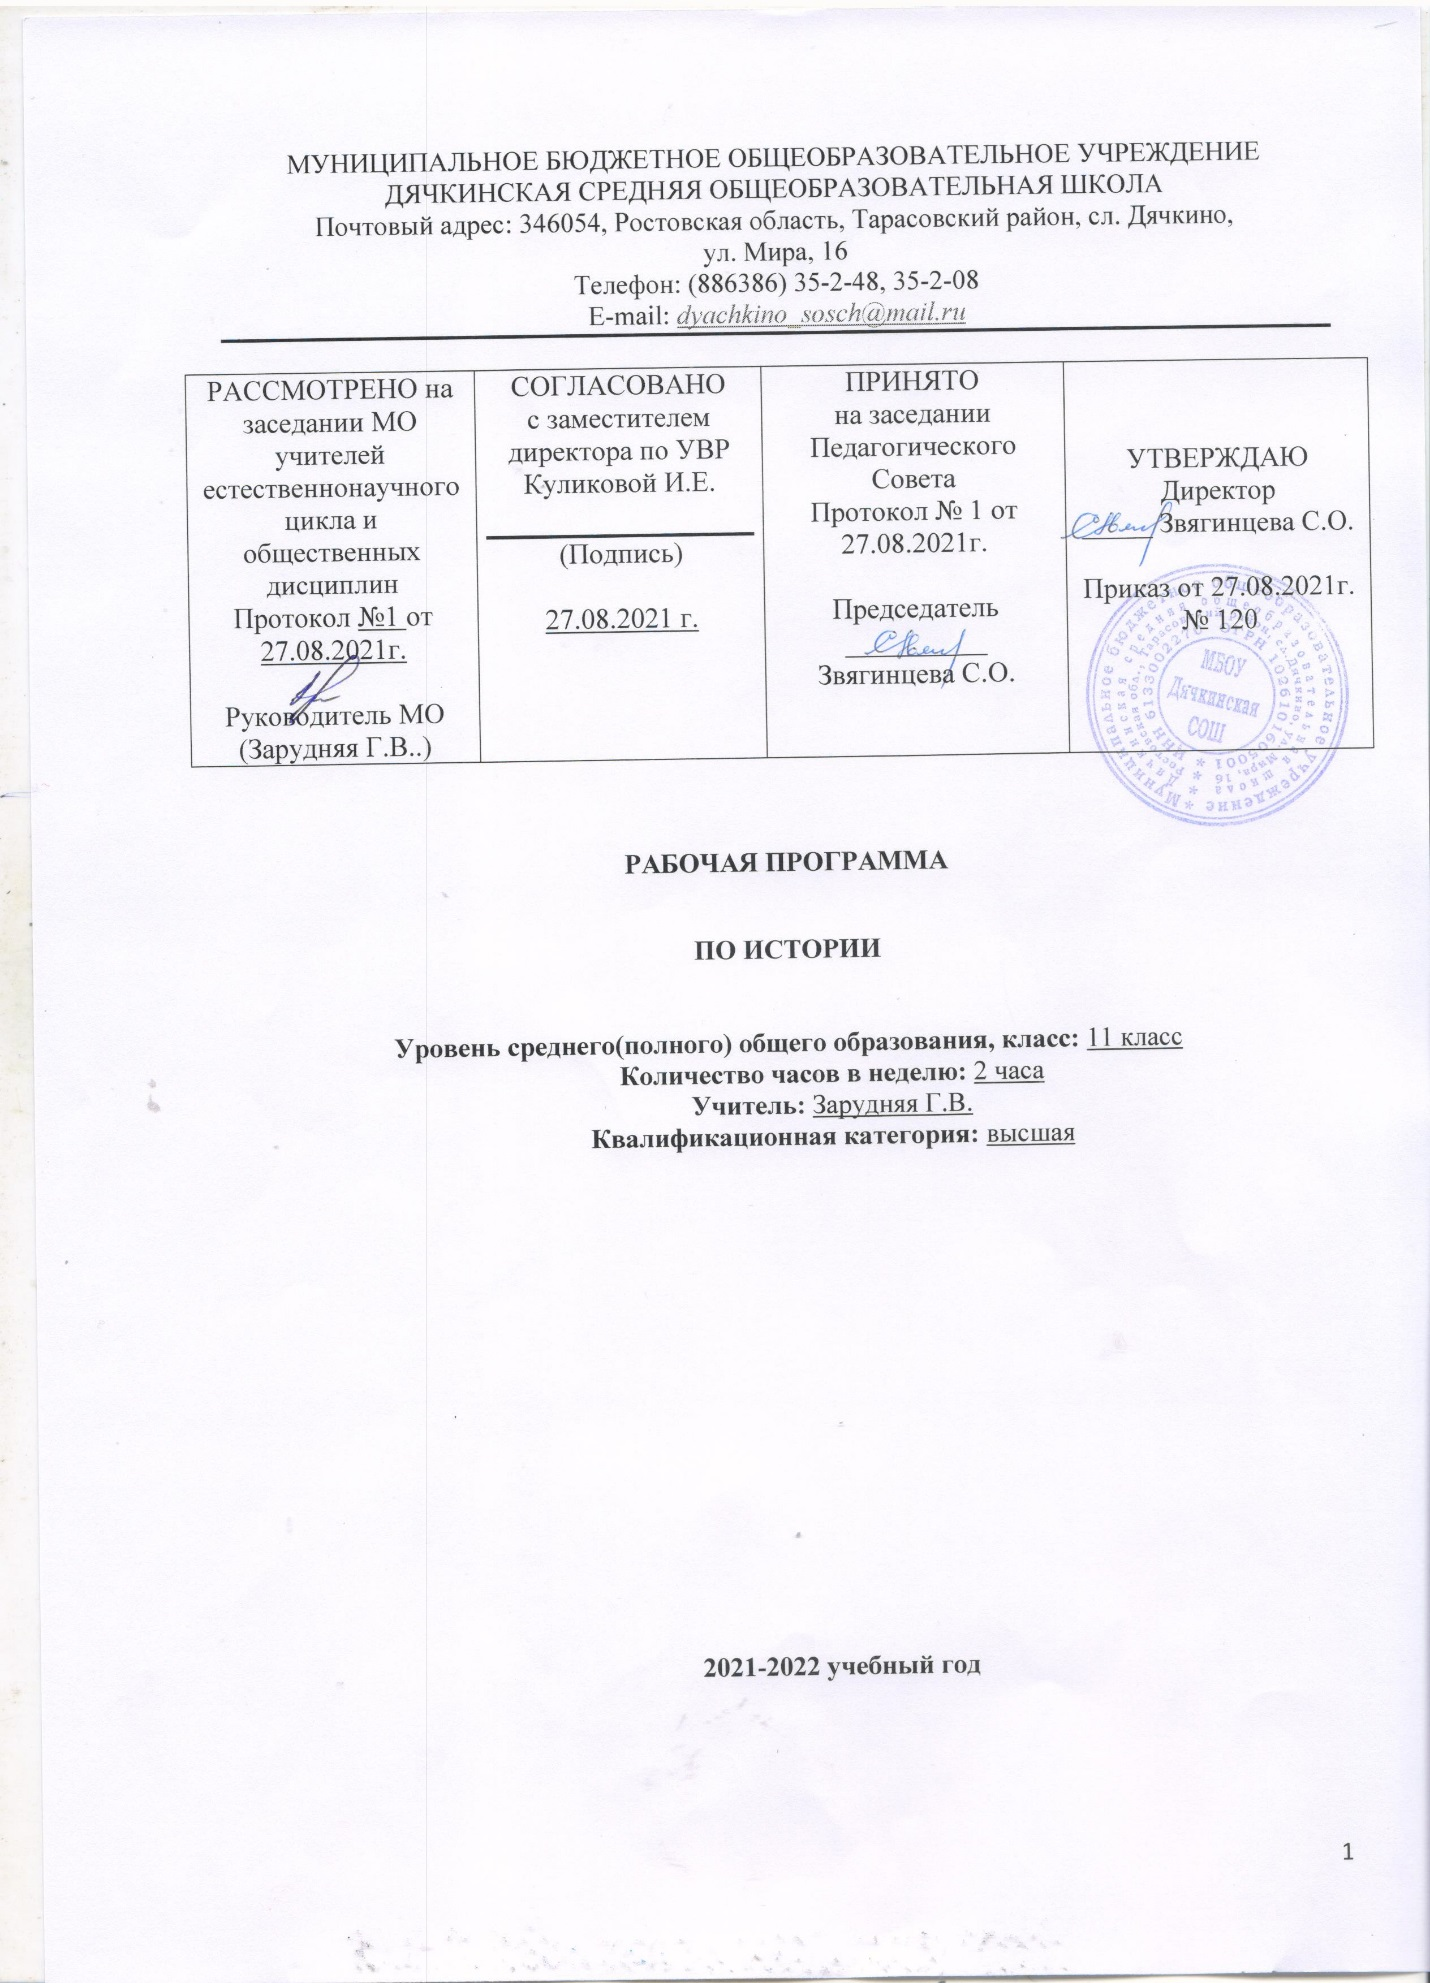 МУНИЦИПАЛЬНОЕ БЮДЖЕТНОЕ ОБЩЕОБРАЗОВАТЕЛЬНОЕ УЧРЕЖДЕНИЕ
ДЯЧКИНСКАЯ СРЕДНЯЯ ОБЩЕОБРАЗОВАТЕЛЬНАЯ ШКОЛА
Почтовый адрес: 346054, Ростовская область, Тарасовский район, сл. Дячкино,
ул. Мира, 16
Телефон: (886386) 35-2-48, 35-2-08
E-mail: dyachkino_sosch@mail.ru
РАССМОТРЕНО на
заседании МО
учителей
естественнонаучного
цикла и
общественных
дисциплин
Протокол №1 от
27.08.2021г.
Руководитель МО
(Зарудняя Г.В..)
СОГЛАСОВАНО
с заместителем
директора по УВР
Куликовой И.Е.
(Подпись)
27.08.2021 г.
ПРИНЯТО
на заседании
Педагогического
Совета
Протокол № 1 от
27.08.2021г.
Председатель
Звягинцева С.О.
УТВЕРЖДАЮ
Директор
Звягинцева С.О.
Приказ от 27.08.2021г.
№ 120
МБОУ
Дячкинская
СОШ
РАБОЧАЯ ПРОГРАММА
ПО ИСТОРИИ
Уровень среднего(полного) общего образования, класс: 11 класс
Количество часов в неделю: 2 часа
Учитель: Зарудняя Г.В.
Квалификационная категория: высшая
2021-2022 учебный год
1